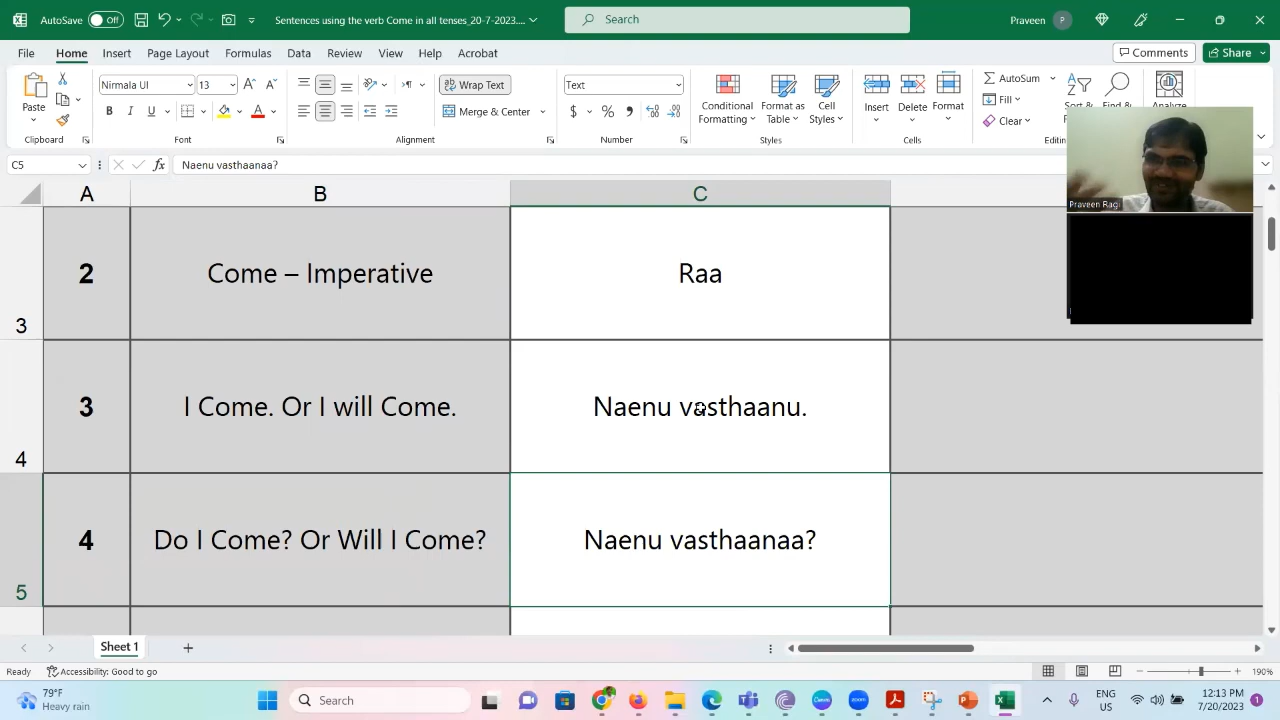 AutoSave Off Sentences using the verb Come in all tenses_20-7-2023.... Search Praveen P
File Home Insert Page Layout Formulas Data Review View Help Acrobat Comments Share
Paste Nirmala UI 13 Wrap Text Text Conditional Formatting Format as Table Cell Styles Insert Delete Format AutoSum
B I U Merge & Center $ % Fill
Clear
Clipboard Font Alignment Number Styles Cells
C5 fx Naenu vasthaanaa?
A B C
3 2 Come – Imperative Raa
4 3 I Come. Or I will Come. Naenu vasthaanu.
5 4 Do I Come? Or Will I Come? Naenu vasthaanaa?
Praveen Ragi
Sheet 1
Ready Accessibility: Good to go 190%
79°F Search ENG 12:13 PM
Heavy rain US 7/20/2023 1